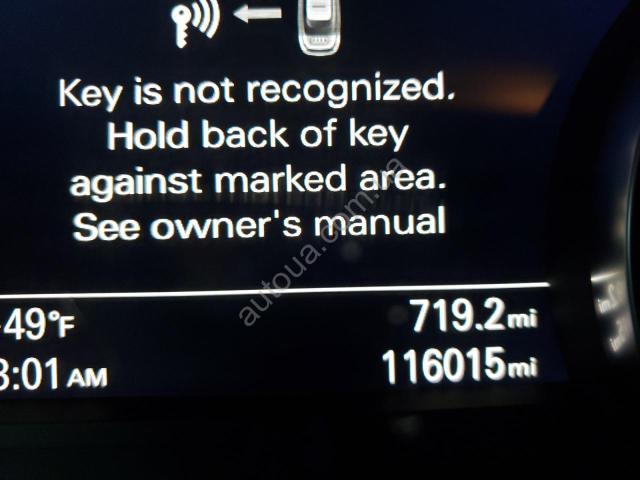 Key is not recognized.
Hold back of key
against marked area.
See owner's manual
49°F
719.2mi
3:01 AM
116015mi
autoua.com.ua